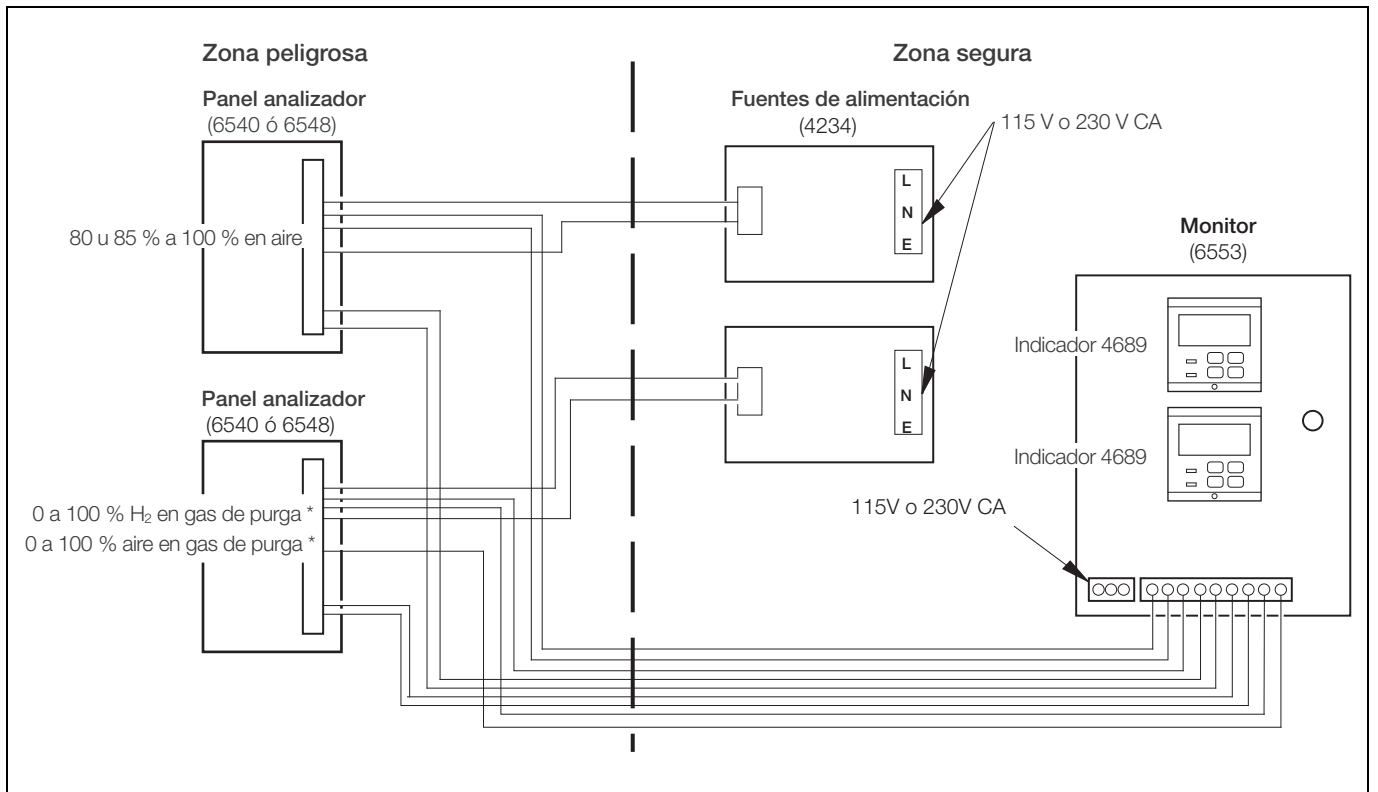 Zona peligrosa
Zona segura
Panel analizador
(6540 ó 6548)
80 u 85 % a 100 % en aire
Fuentes de alimentación
(4234)
115 V o 230 V CA
L
N
E
L
N
E
Monitor
(6553)
Indicador 4689
Indicador 4689
115V o 230V CA
Panel analizador
(6540 ó 6548)
0 a 100 % H₂ en gas de purga *
0 a 100 % aire en gas de purga *